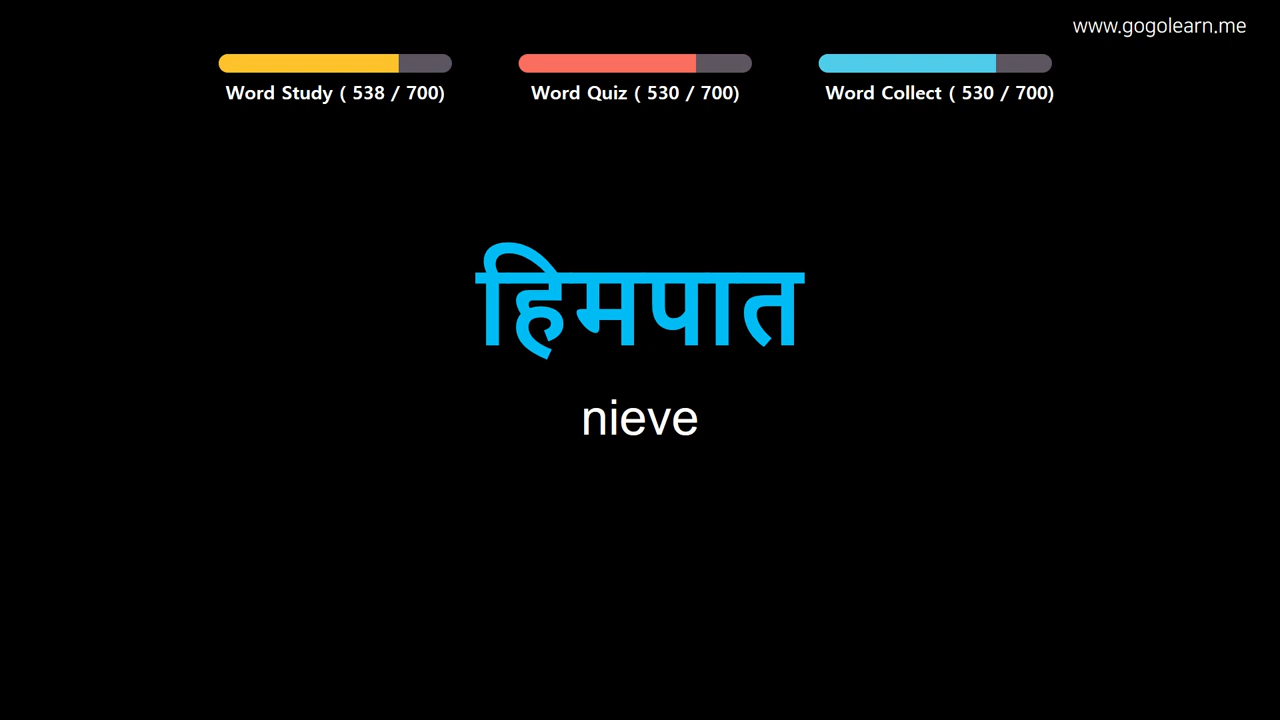 www.gogolearn.me
Word Study ( 538 / 700)
Word Quiz ( 530 / 700)
Word Collect ( 530 / 700)
हिमपात
nieve